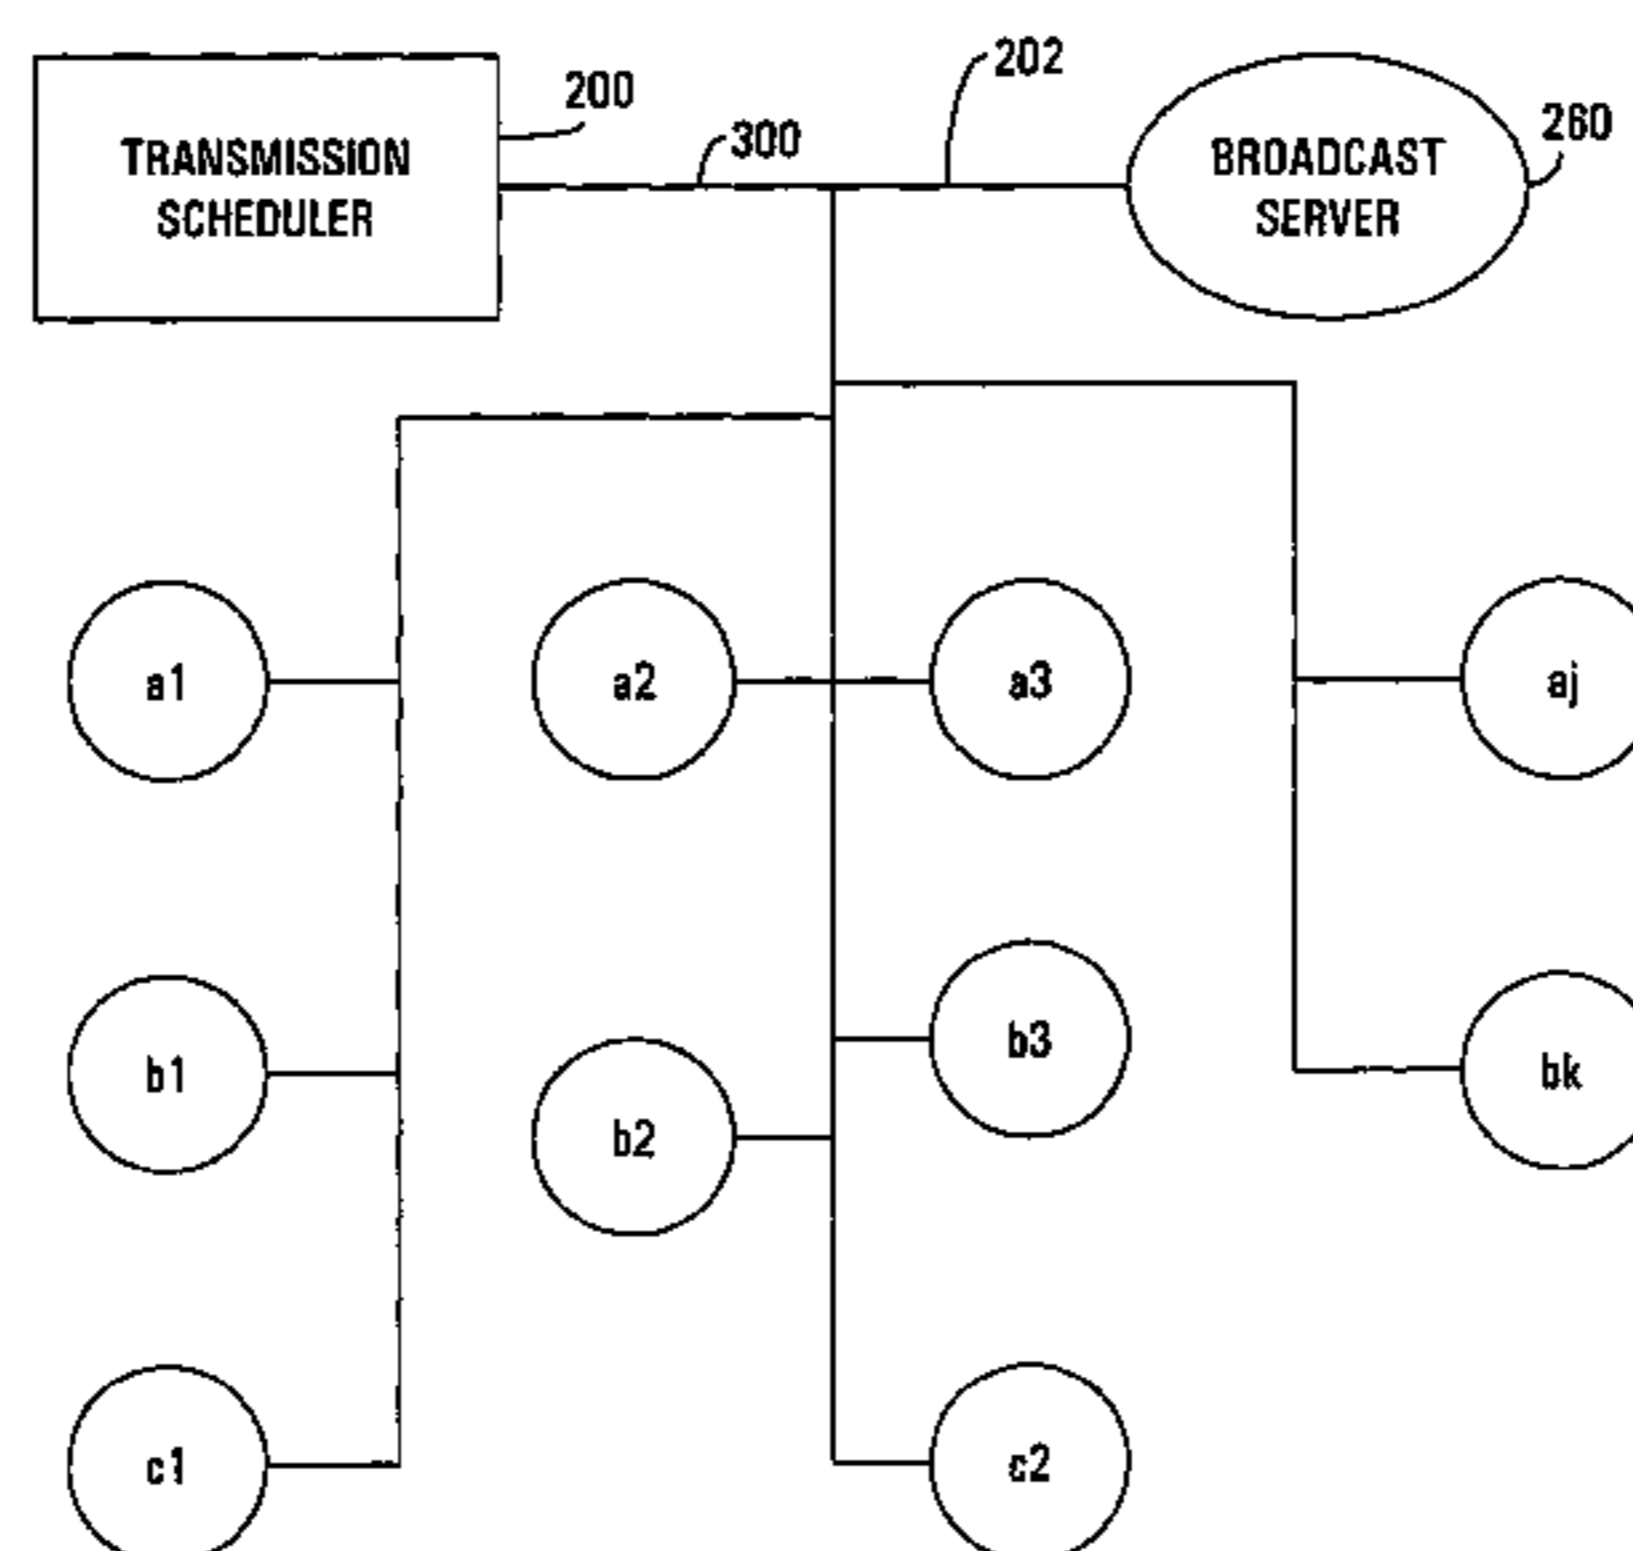 202
200
300
260
TRANSMISSION
SCHEDULER
BROADCAST
SERVER
a1
a2
a3
aj
b1
b2
b3
bk
c1
c2